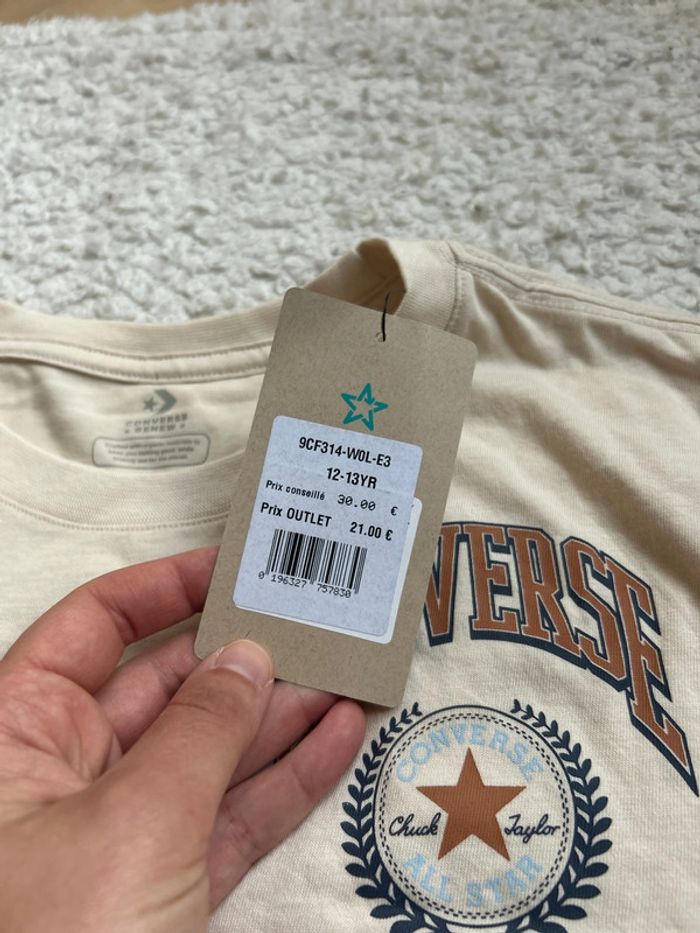 CONVERSE
RENEW
9CF314-W0L-E3
12-13YR
Prix conseillé 30.00 €
Prix OUTLET 21.00 €
0 196327 757830
VERSE
CONVERSE
Chuck Taylor
ALL STAR